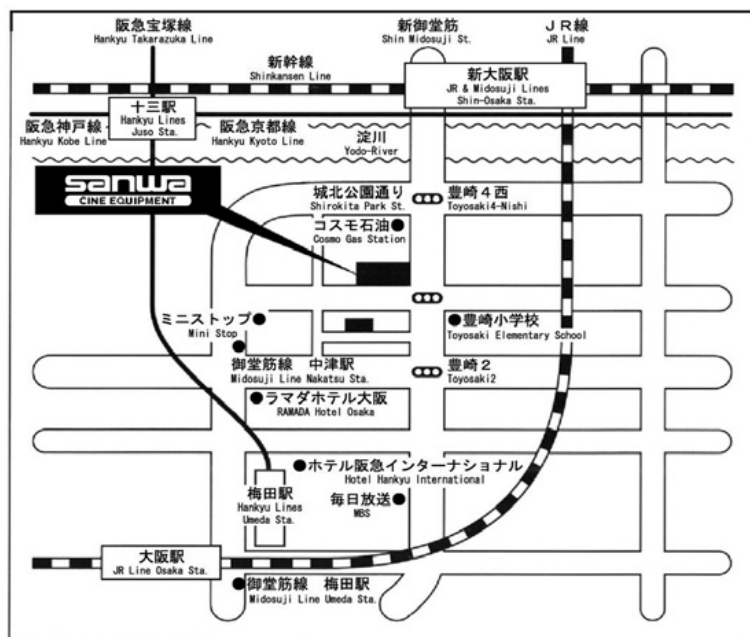 阪急宝塚線
Hankyu Takarazuka Line
新御堂筋
Shin Midosuji St.
JR線
JR Line
新幹線
Shinkansen Line
新大阪駅
JR & Midosuji Lines
Shin-Osaka Sta.
十三駅
Hankyu Lines
Juso Sta.
阪急神戸線
Hankyu Kobe Line
阪急京都線
Hankyu Kyoto Line
淀川
Yodo-River
sanwa
CINE EQUIPMENT
城北公園通り
Shirokita Park St.
豊崎4西
Toyosaki4-Nishi
コスモ石油
Cosmo Gas Station
ミニストップ
Mini Stop
豊崎小学校
Toyosaki Elementary School
御堂筋線 中津駅
Midosuji Line Nakatsu Sta.
豊崎2
Toyosaki2
ラマダホテル大阪
RAMADA Hotel Osaka
ホテル阪急インターナショナル
Hotel Hankyu International
梅田駅
Hankyu Lines
Umeda Sta.
毎日放送
MBS
大阪駅
JR Line Osaka Sta.
御堂筋線 梅田駅
Midosuji Line Umeda Sta.